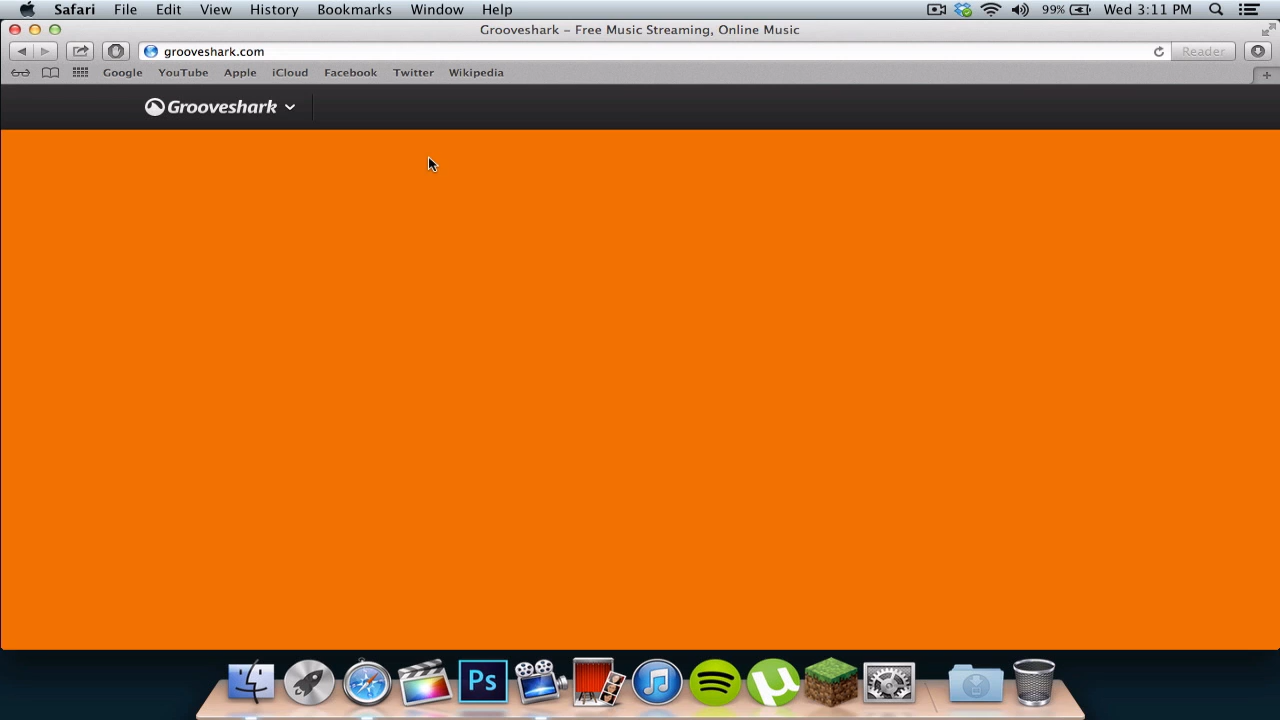 Safari File Edit View History Bookmarks Window Help 99% Wed 3:11 PM
Grooveshark – Free Music Streaming, Online Music
grooveshark.com Reader
Google YouTube Apple iCloud Facebook Twitter Wikipedia
Grooveshark
Ps